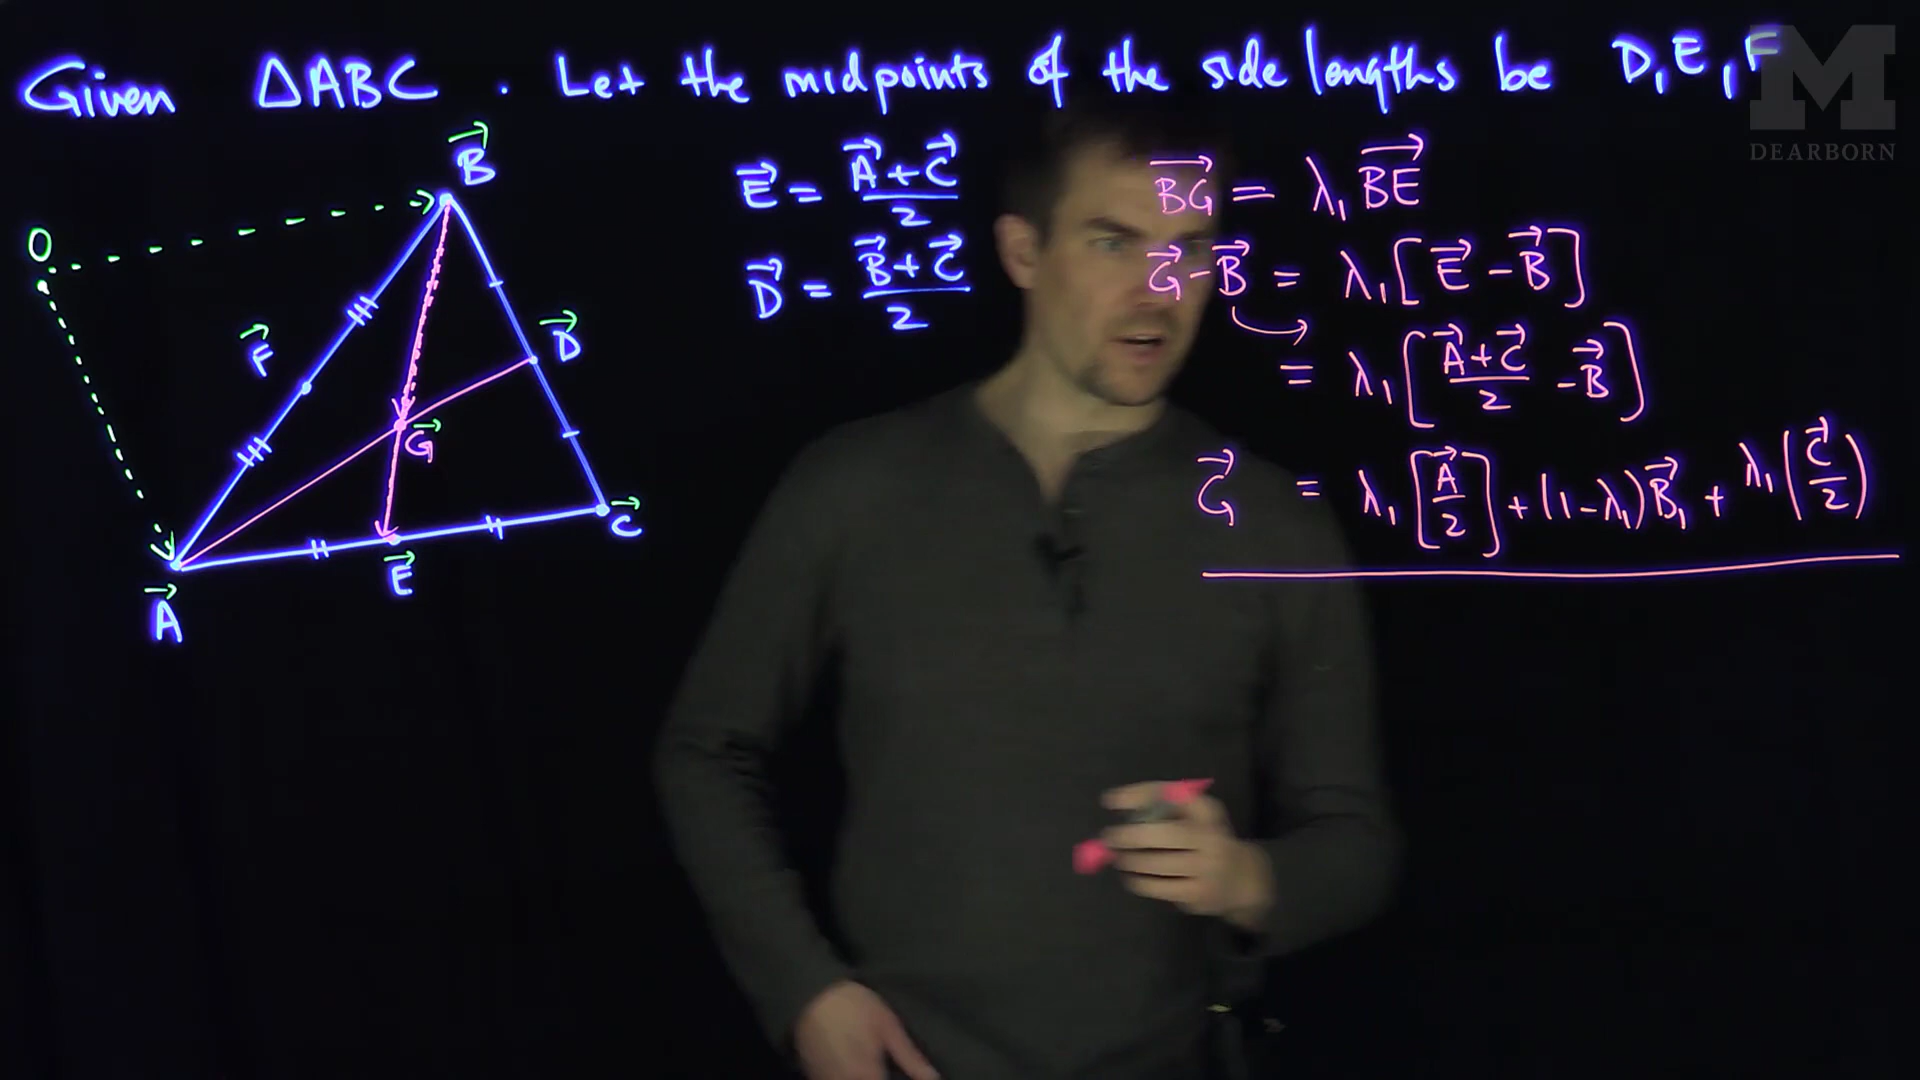 Given ΔABC . Let the midpoints of the side lengths be D, E, F
M
DEARBORN
O
B⃗
F⃗
D⃗
G⃗
C⃗
E⃗
A⃗
E⃗ = (A⃗ + C⃗)/2
D⃗ = (B⃗ + C⃗)/2
BG⃗ = λ₁ BE⃗
G⃗ - B⃗ = λ₁ [E⃗ - B⃗]
= λ₁ [(A⃗ + C⃗)/2 - B⃗]
G⃗ = λ₁ [A⃗/2] + (1 - λ₁) B⃗₁ + λ₁ (C⃗/2)